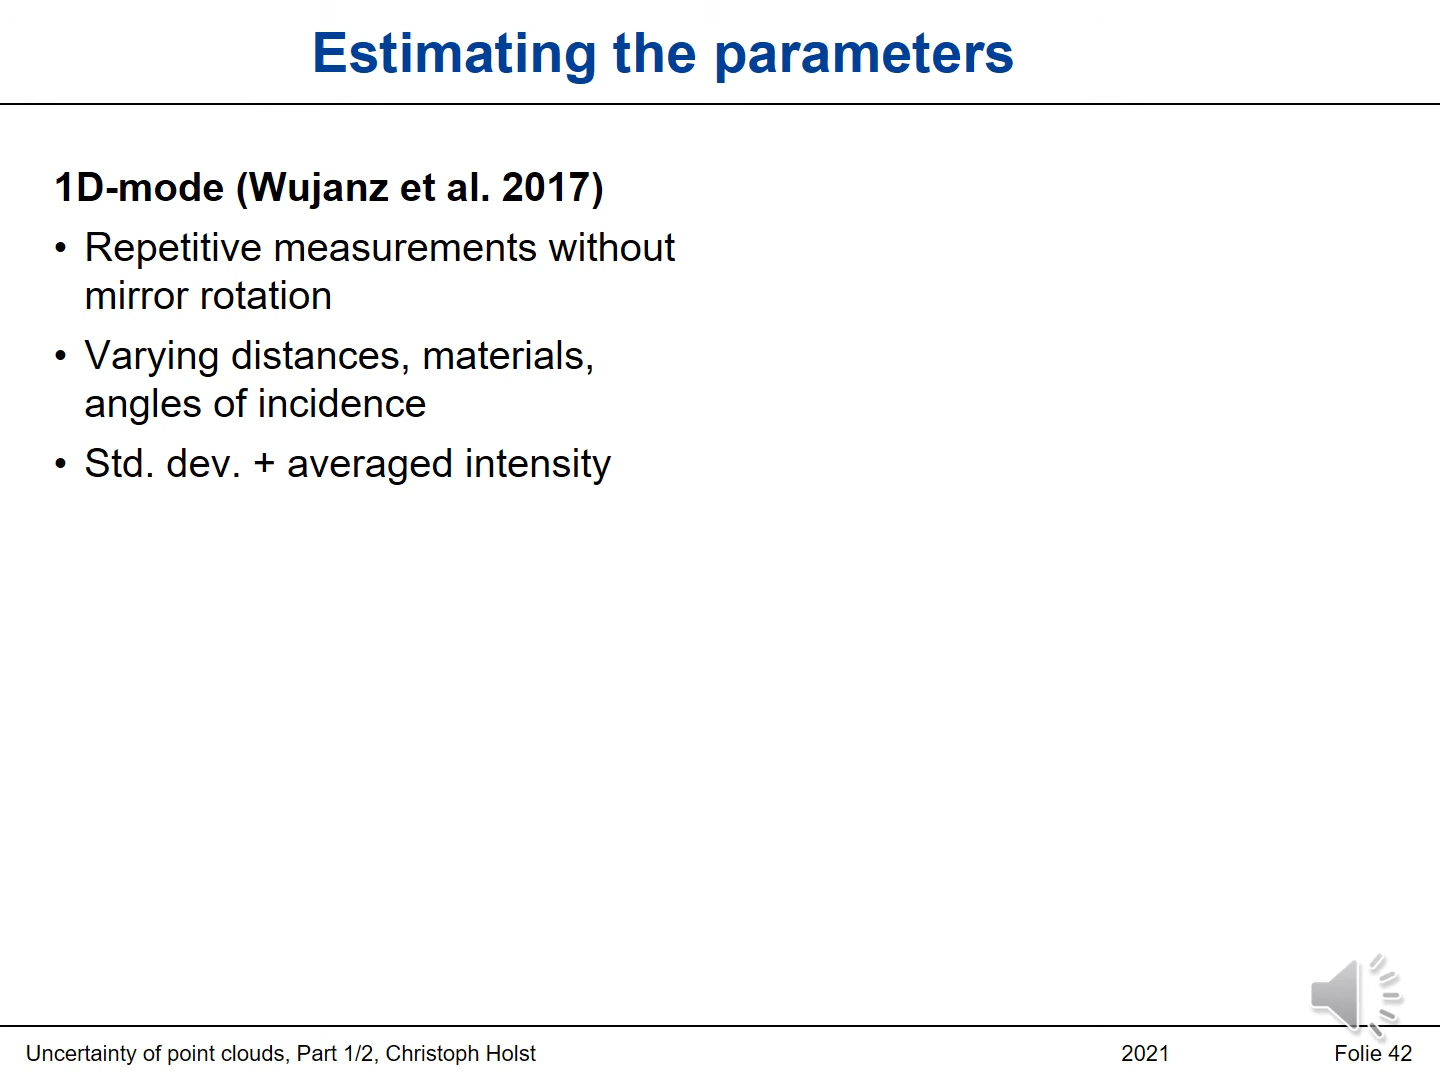 Estimating the parameters
1D-mode (Wujanz et al. 2017)
• Repetitive measurements without
mirror rotation
• Varying distances, materials,
angles of incidence
• Std. dev. + averaged intensity
Uncertainty of point clouds, Part 1/2, Christoph Holst
2021
Folie 42